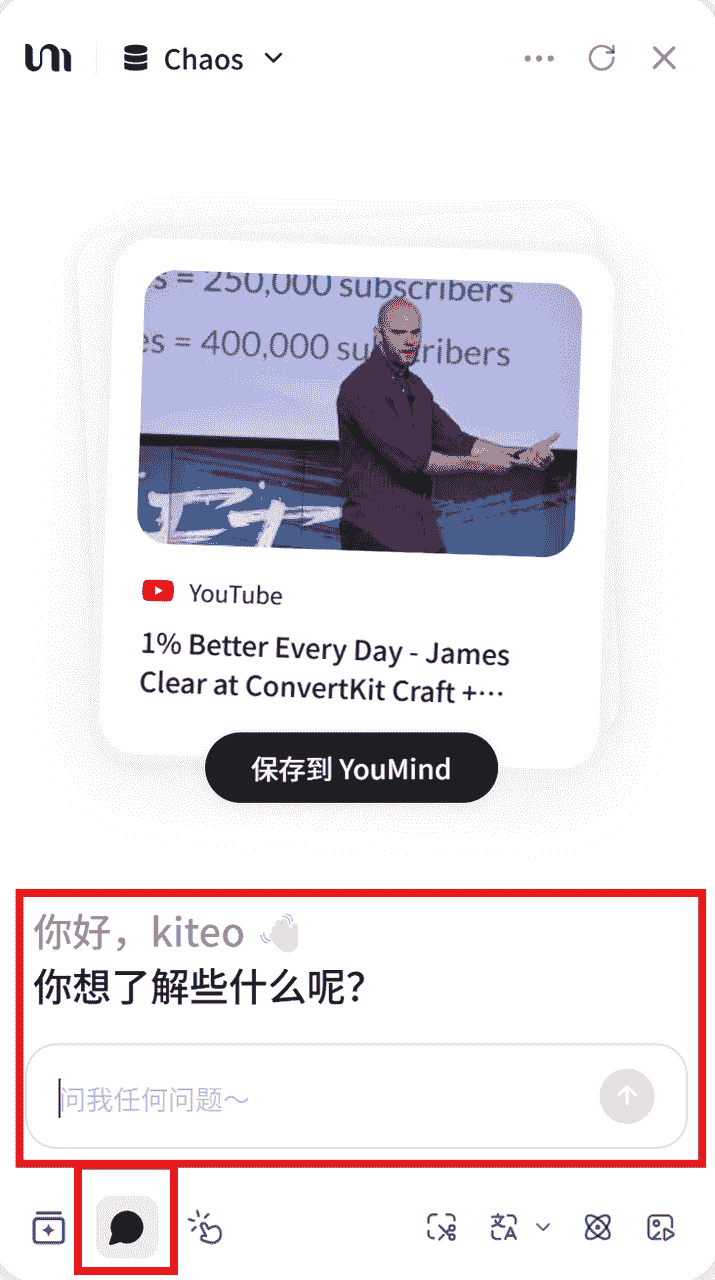 Chaos
s = 250,000 subscribers
es = 400,000 su ribers
YouTube
1% Better Every Day - James
Clear at ConvertKit Craft +…
保存到 YouMind
你好，kiteo 👋
你想了解些什么呢？
问我任何问题～